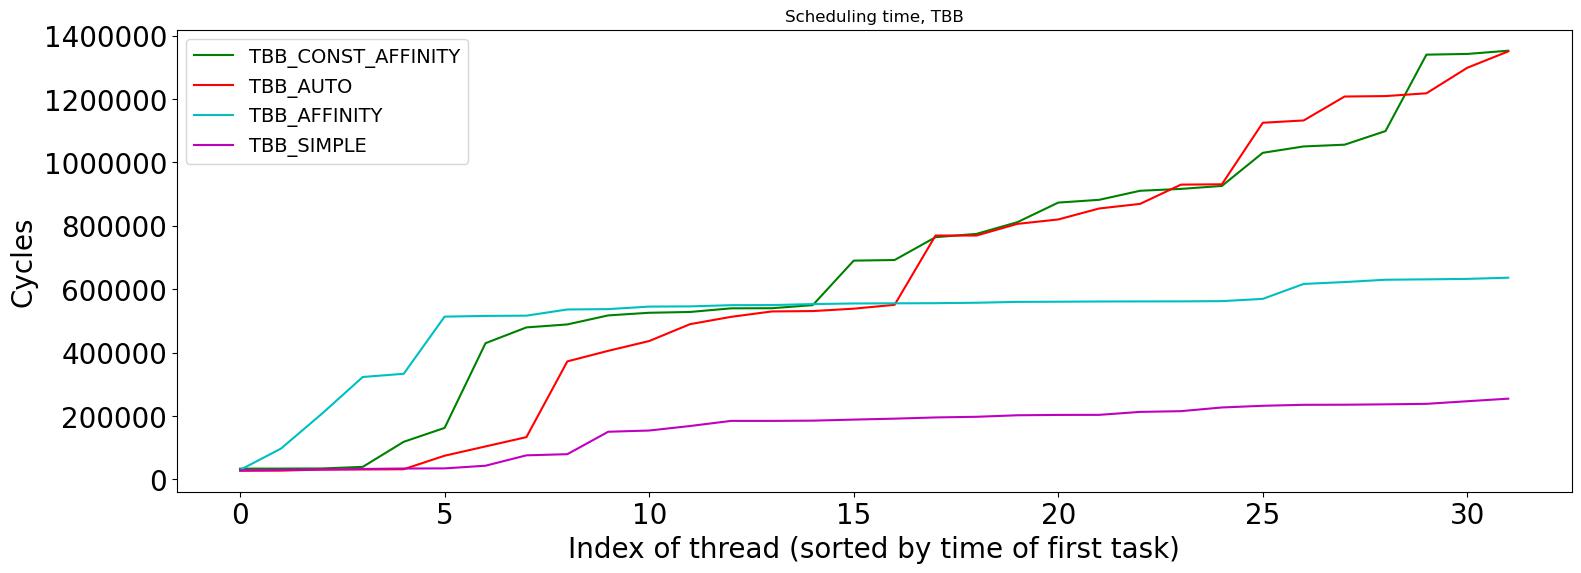 Scheduling time, TBB
1400000
1200000
1000000
800000
600000
400000
200000
0
Cycles
TBB_CONST_AFFINITY
TBB_AUTO
TBB_AFFINITY
TBB_SIMPLE
0 5 10 15 20 25 30
Index of thread (sorted by time of first task)